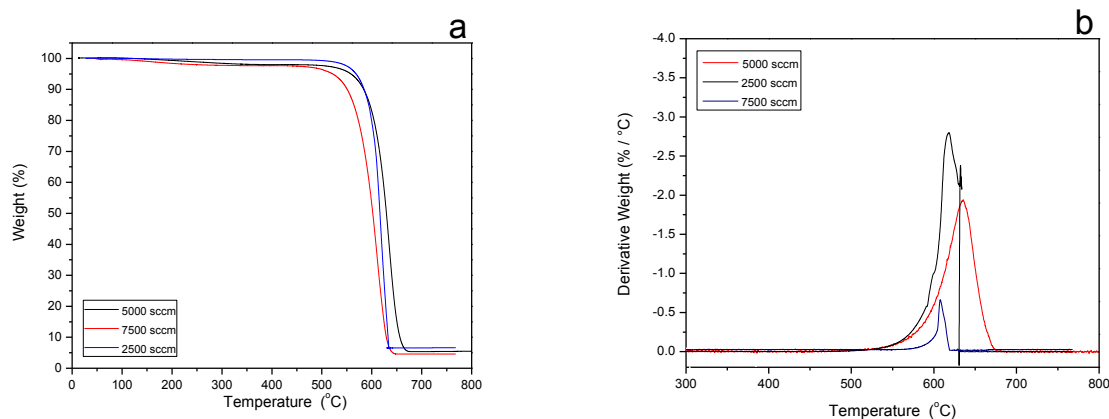 a
100
90
80
70
60
50
40
30
20
10
0
Weight (%)
5000 sccm
7500 sccm
2500 sccm
0 100 200 300 400 500 600 700 800
Temperature (°C)
b
-4.0
-3.5
-3.0
-2.5
-2.0
-1.5
-1.0
-0.5
0.0
Derivative Weight (% / °C)
5000 sccm
2500 sccm
7500 sccm
300 400 500 600 700 800
Temperature (°C)